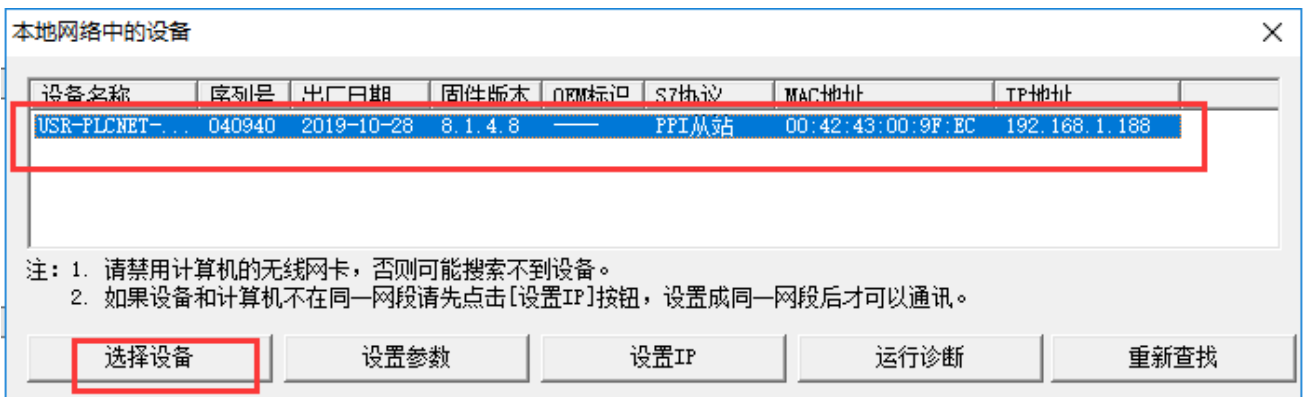 本地网络中的设备
设备名称 序列号 出厂日期 固件版本 OEM标识 S7协议 MAC地址 IP地址
USR-PLCNET-... 040940 2019-10-28 8.1.4.8 —— PPI从站 00:42:43:00:9F:EC 192.168.1.188
注: 1. 请禁用计算机的无线网卡，否则可能搜索不到设备。
2. 如果设备和计算机不在同一网段请先点击[设置IP]按钮，设置成同一网段后才可以通讯。
选择设备 设置参数 设置IP 运行诊断 重新查找